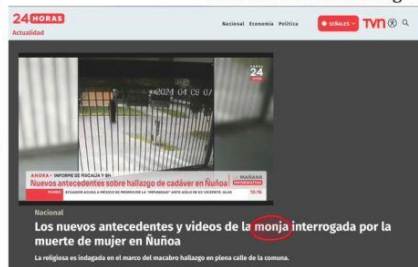 24 HORAS
Nacional Economía Política
SEÑALES
TVN
Actualidad
24
2024 04 08 07
AHORA INFORME DE FISCALÍA Y BH
Nuevos antecedentes sobre hallazgo de cadáver en Ñuñoa
MAÑANA
INFORMATIVA
10:16
Nacional
Los nuevos antecedentes y videos de la monja interrogada por la
muerte de mujer en Ñuñoa
La religiosa es indagada en el marco del macabro hallazgo en plena calle de la comuna.